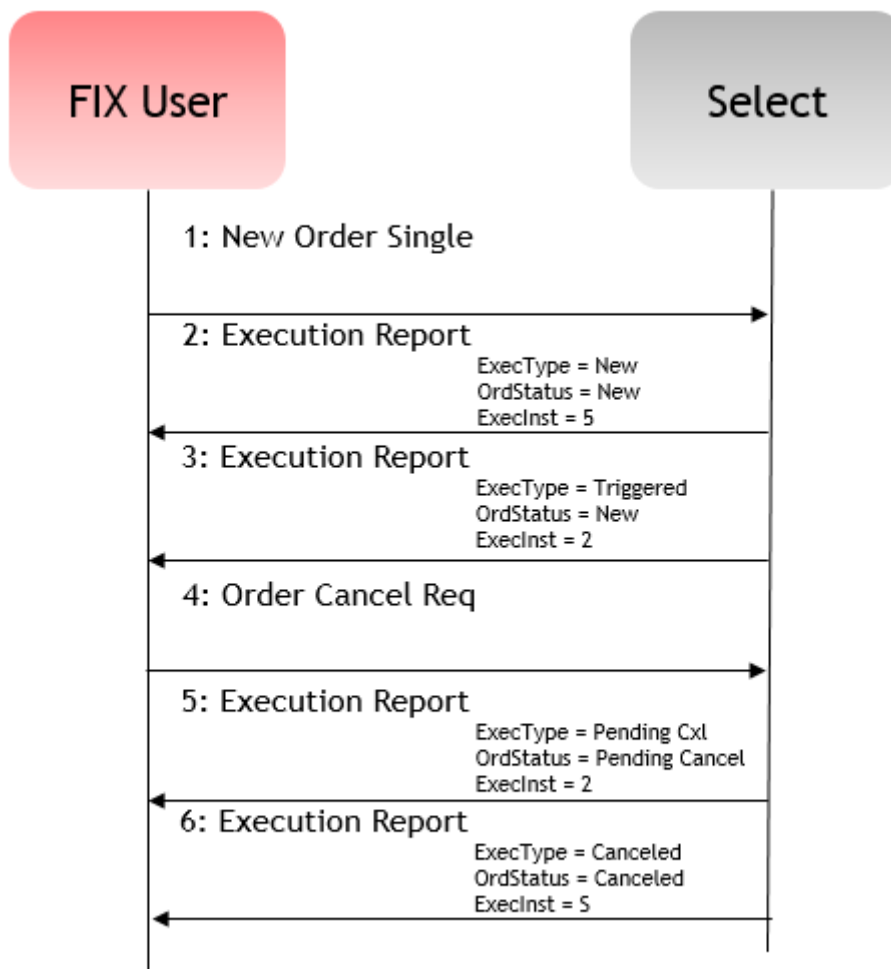 FIX User
Select
1: New Order Single
2: Execution Report
ExecType = New
OrdStatus = New
ExecInst = 5
3: Execution Report
ExecType = Triggered
OrdStatus = New
ExecInst = 2
4: Order Cancel Req
5: Execution Report
ExecType = Pending Cxl
OrdStatus = Pending Cancel
ExecInst = 2
6: Execution Report
ExecType = Canceled
OrdStatus = Canceled
ExecInst = S